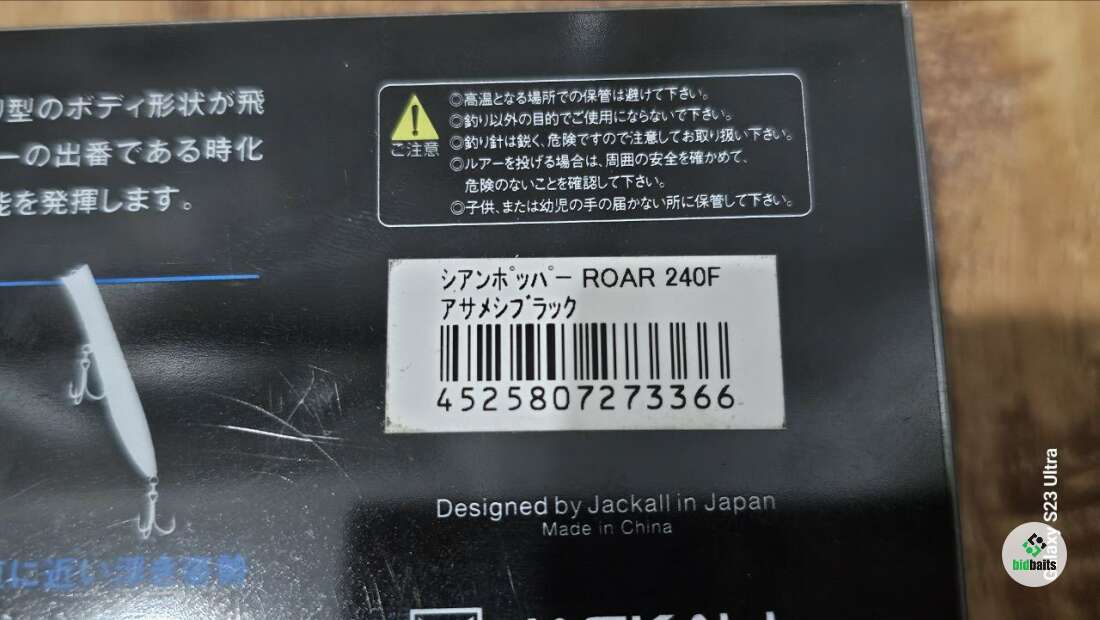 型のボディ形状が飛
ーの出番である時化
を発揮します。
ご注意
◎高温となる場所での保管は避けて下さい。
◎釣り以外の目的でご使用にならないで下さい。
◎釣り針は鋭く、危険ですので注意してお取り扱い下さい。
◎ルアーを投げる場合は、周囲の安全を確かめて、
危険のないことを確認して下さい。
◎子供、または幼児の手の届かない所に保管して下さい。
シアンポッパー ROAR 240F
アサメシブラック
4525807273366
Designed by Jackall in Japan
Made in China
Galaxy S23 Ultra
bidbaits